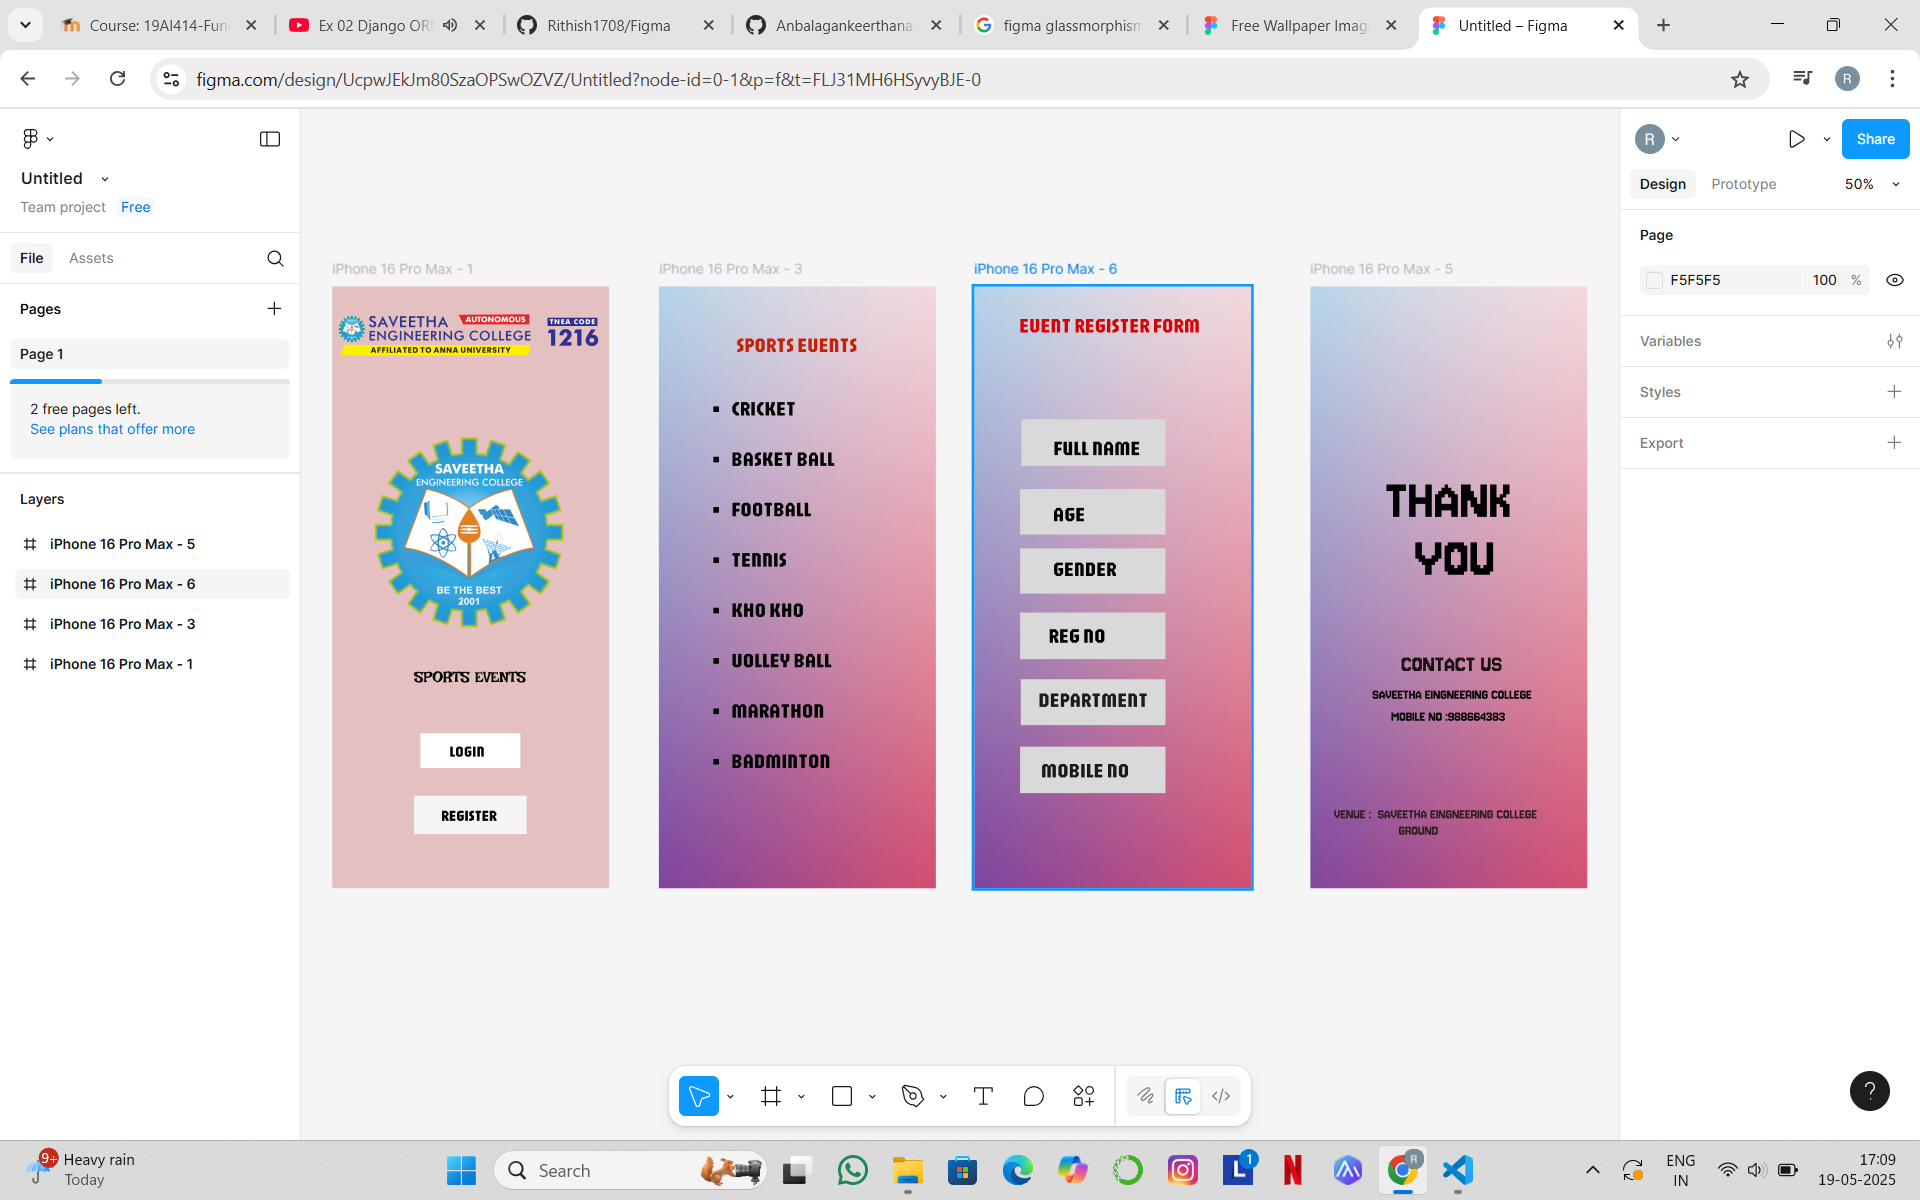 Course: 19AI414-Fun
Ex 02 Django OR
Rithish1708/Figma
Anbalagankeerthana
figma glassmorphism
Free Wallpaper Imag
Untitled – Figma
figma.com/design/UcpwJEkJm80SzaOPSwOZVZ/Untitled?node-id=0-1&p=f&t=FLJ31MH6HSyvyBJE-0
R
Untitled
Team project Free
File Assets
Pages
Page 1
2 free pages left.
See plans that offer more
Layers
iPhone 16 Pro Max - 5
iPhone 16 Pro Max - 6
iPhone 16 Pro Max - 3
iPhone 16 Pro Max - 1
iPhone 16 Pro Max - 1
SAVEETHA AUTONOMOUS
ENGINEERING COLLEGE
AFFILIATED TO ANNA UNIVERSITY
TNEA CODE
1216
SAVEETHA
ENGINEERING COLLEGE
BE THE BEST
2001
SPORTS EVENTS
LOGIN
REGISTER
iPhone 16 Pro Max - 3
SPORTS EVENTS
▪ CRICKET
▪ BASKET BALL
▪ FOOTBALL
▪ TENNIS
▪ KHO KHO
▪ VOLLEY BALL
▪ MARATHON
▪ BADMINTON
iPhone 16 Pro Max - 6
EVENT REGISTER FORM
FULL NAME
AGE
GENDER
REG NO
DEPARTMENT
MOBILE NO
iPhone 16 Pro Max - 5
THANK
YOU
CONTACT US
SAVEETHA EINGNEERING COLLEGE
MOBILE NO :988664383
VENUE : SAVEETHA EINGNEERING COLLEGE
GROUND
R
Share
Design Prototype 50%
Page
F5F5F5 100 %
Variables
Styles
Export
?
9+
Heavy rain
Today
Search
L
1
N
R
ENG
IN
17:09
19-05-2025